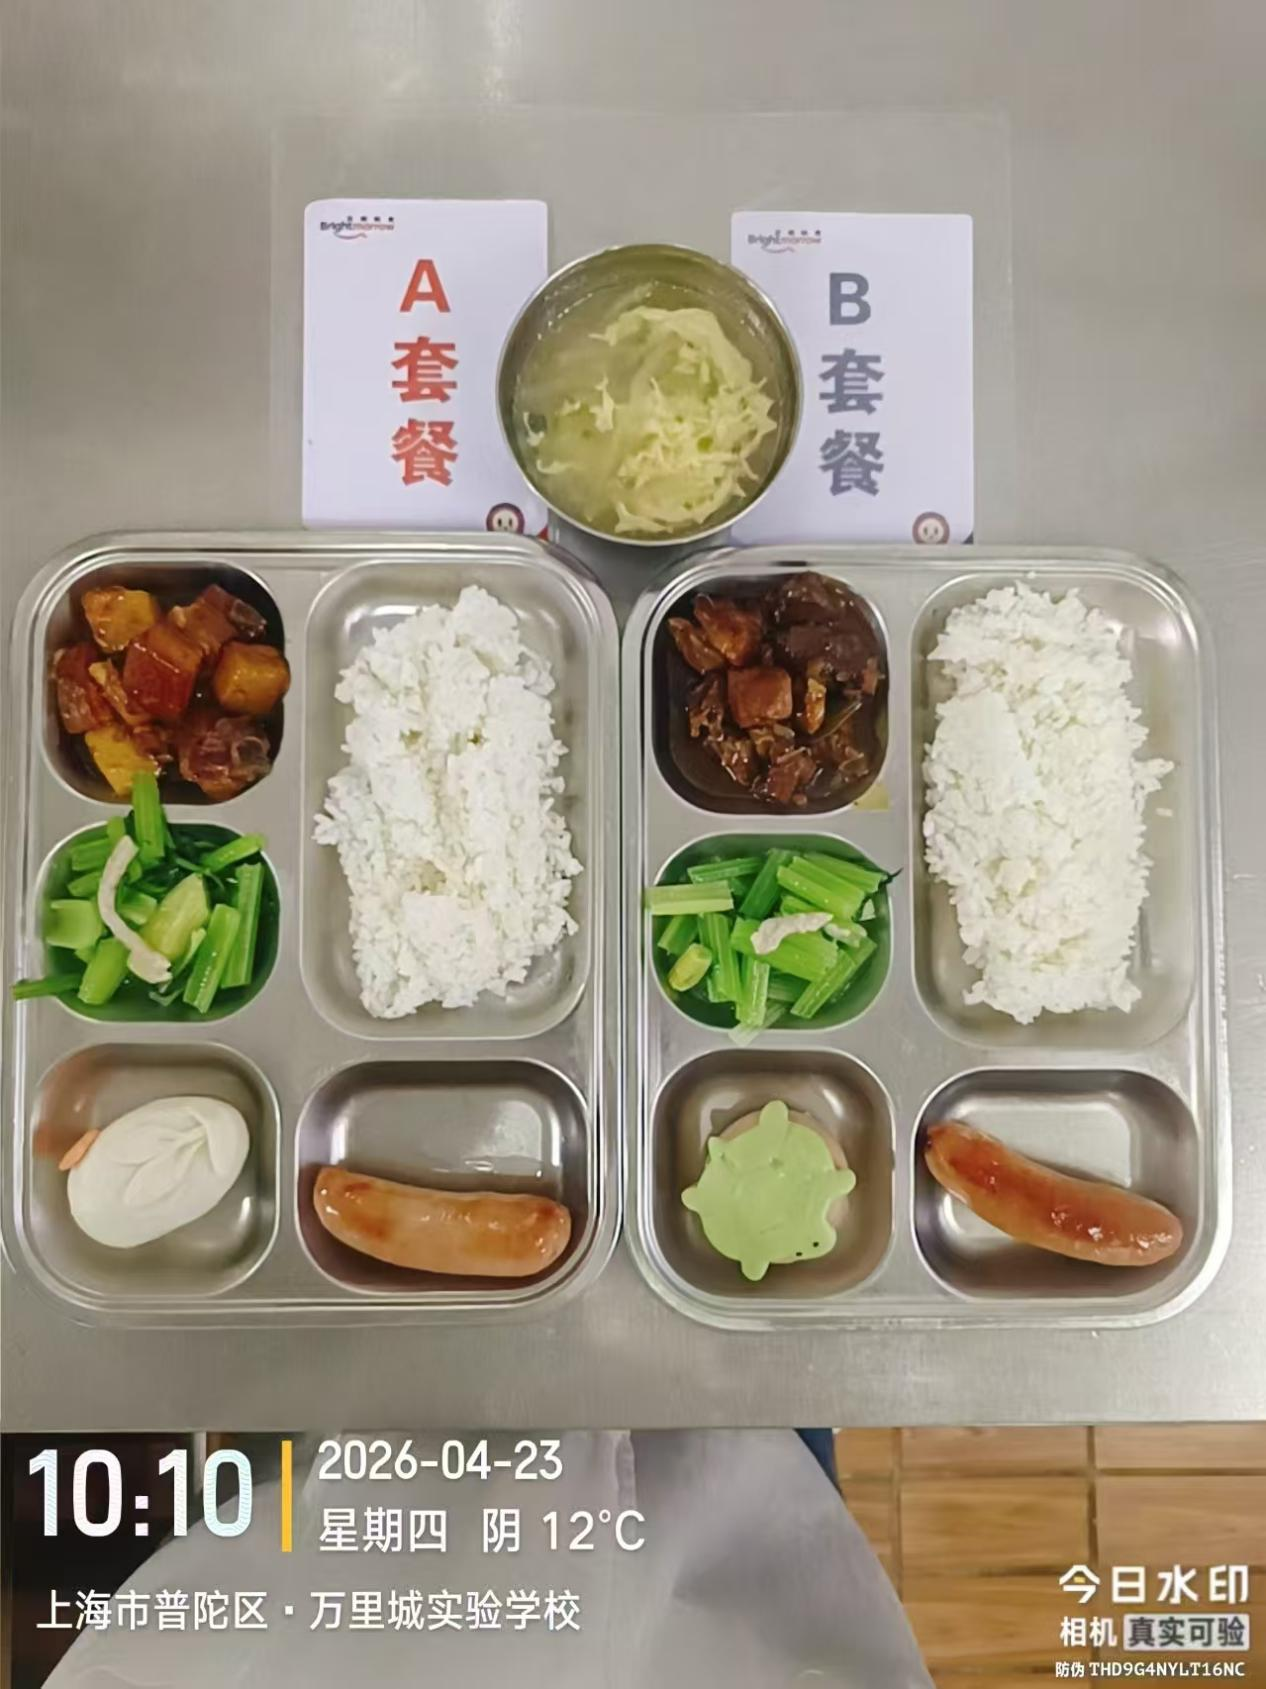 Brightmorrow
A
套
餐
Brightmorrow
B
套
餐
10:10
2026-04-23
星期四 阴 12°C
上海市普陀区·万里城实验学校
今日水印
相机 真实可验
防伪 THD9G4NYLT16NC